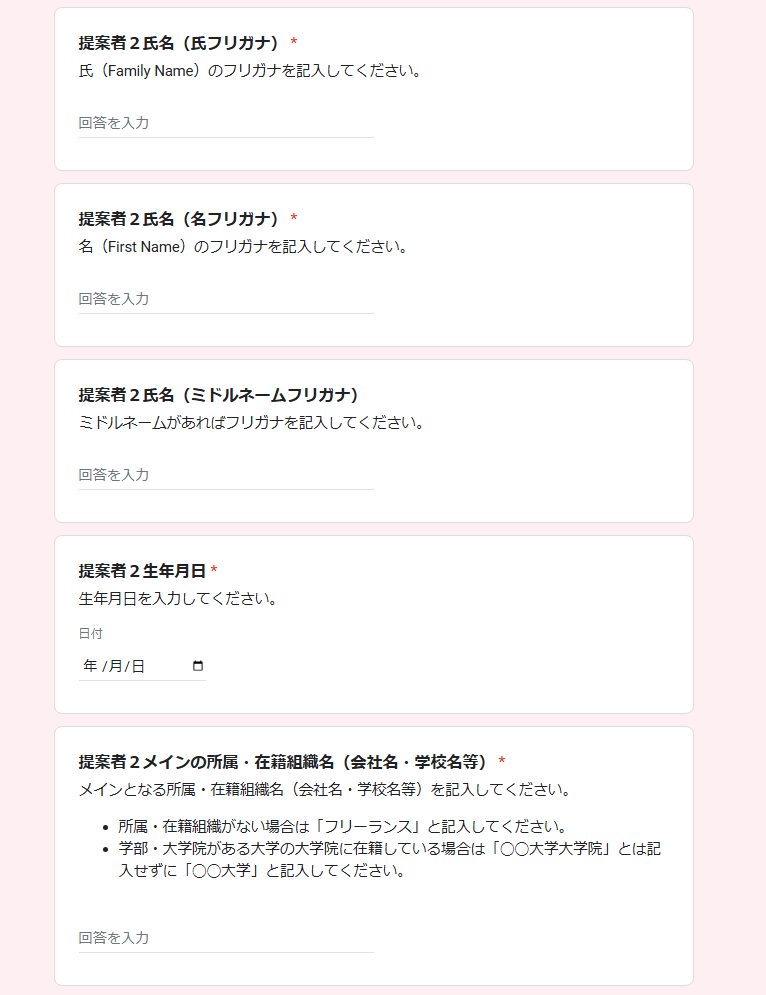 提案者２氏名（氏フリガナ） *
氏（Family Name）のフリガナを記入してください。
回答を入力
提案者２氏名（名フリガナ） *
名（First Name）のフリガナを記入してください。
回答を入力
提案者２氏名（ミドルネームフリガナ）
ミドルネームがあればフリガナを記入してください。
回答を入力
提案者２生年月日 *
生年月日を入力してください。
日付
年 /月/日
提案者２メインの所属・在籍組織名（会社名・学校名等） *
メインとなる所属・在籍組織名（会社名・学校名等）を記入してください。
• 所属・在籍組織がない場合は「フリーランス」と記入してください。
• 学部・大学院がある大学の大学院に在籍している場合は「◯◯大学大学院」とは記
入せずに「◯◯大学」と記入してください。
回答を入力